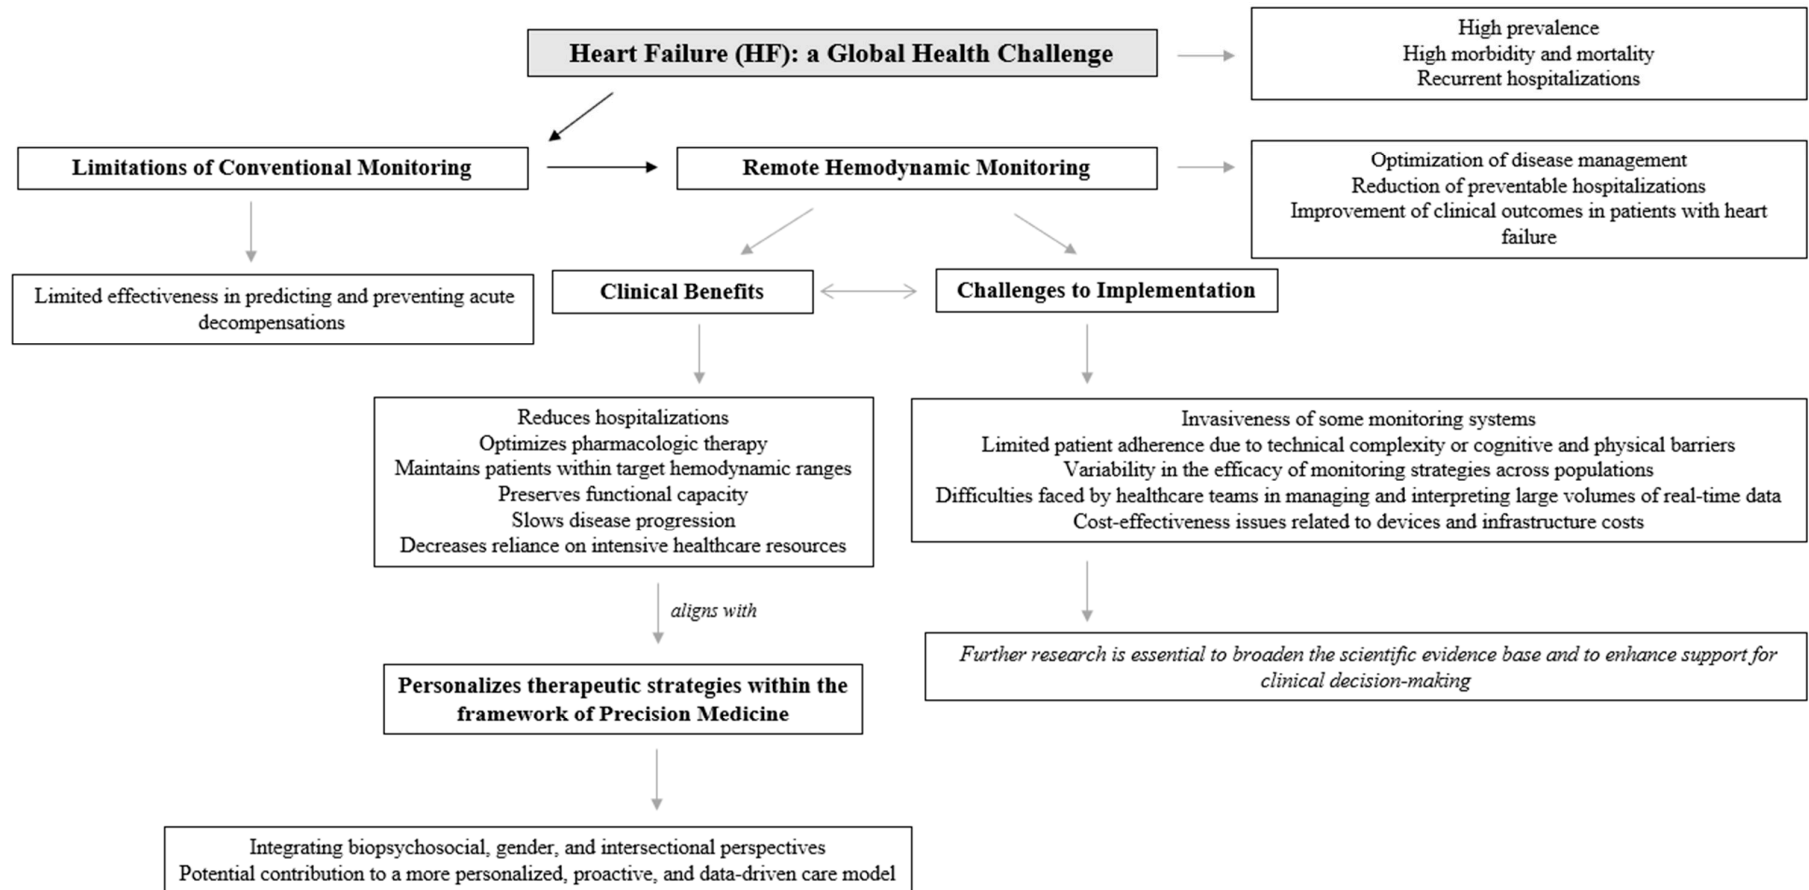 Heart Failure (HF): a Global Health Challenge
High prevalence
High morbidity and mortality
Recurrent hospitalizations
Limitations of Conventional Monitoring
Remote Hemodynamic Monitoring
Optimization of disease management
Reduction of preventable hospitalizations
Improvement of clinical outcomes in patients with heart
failure
Limited effectiveness in predicting and preventing acute
decompensations
Clinical Benefits
Challenges to Implementation
Reduces hospitalizations
Optimizes pharmacologic therapy
Maintains patients within target hemodynamic ranges
Preserves functional capacity
Slows disease progression
Decreases reliance on intensive healthcare resources
Invasiveness of some monitoring systems
Limited patient adherence due to technical complexity or cognitive and physical barriers
Variability in the efficacy of monitoring strategies across populations
Difficulties faced by healthcare teams in managing and interpreting large volumes of real-time data
Cost-effectiveness issues related to devices and infrastructure costs
aligns with
Further research is essential to broaden the scientific evidence base and to enhance support for
clinical decision-making
Personalizes therapeutic strategies within the
framework of Precision Medicine
Integrating biopsychosocial, gender, and intersectional perspectives
Potential contribution to a more personalized, proactive, and data-driven care model